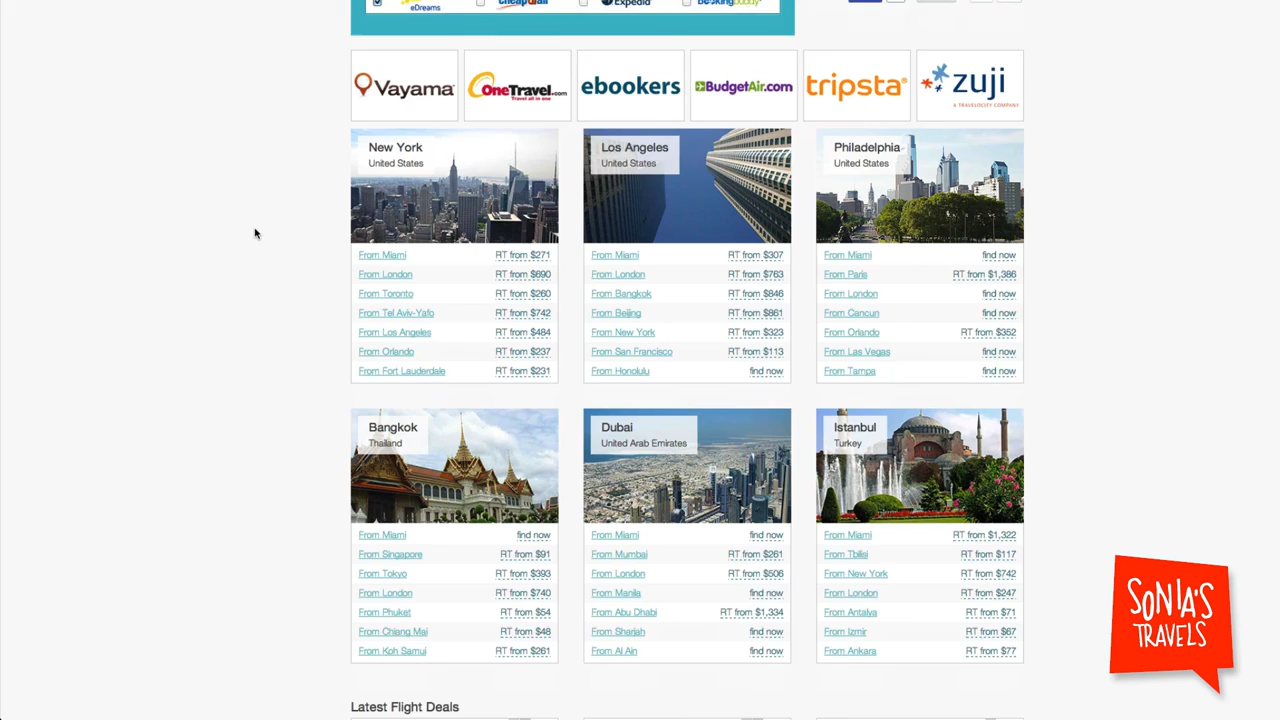 eDreams
cheapOair
Expedia
bookingbuddy
Vayama
OneTravel.com
Travel all in one
ebookers
BudgetAir.com
tripsta
zuji
A TRAVELOCITY COMPANY
New York
United States
From Miami RT from $271
From London RT from $690
From Toronto RT from $260
From Tel Aviv-Yafo RT from $742
From Los Angeles RT from $484
From Orlando RT from $237
From Fort Lauderdale RT from $231
Los Angeles
United States
From Miami RT from $307
From London RT from $763
From Bangkok RT from $846
From Beijing RT from $861
From New York RT from $323
From San Francisco RT from $113
From Honolulu find now
Philadelphia
United States
From Miami find now
From Paris RT from $1,386
From London find now
From Cancun find now
From Orlando RT from $352
From Las Vegas find now
From Tampa find now
Bangkok
Thailand
From Miami find now
From Singapore RT from $91
From Tokyo RT from $393
From London RT from $740
From Phuket RT from $54
From Chiang Mai RT from $48
From Koh Samui RT from $261
Dubai
United Arab Emirates
From Miami find now
From Mumbai RT from $261
From London RT from $506
From Manila find now
From Abu Dhabi RT from $1,334
From Sharjah find now
From Al Ain find now
Istanbul
Turkey
From Miami RT from $1,322
From Tbilisi RT from $117
From New York RT from $742
From London RT from $247
From Antalya RT from $71
From Izmir RT from $67
From Ankara RT from $77
SONIA'S
TRAVELS
Latest Flight Deals